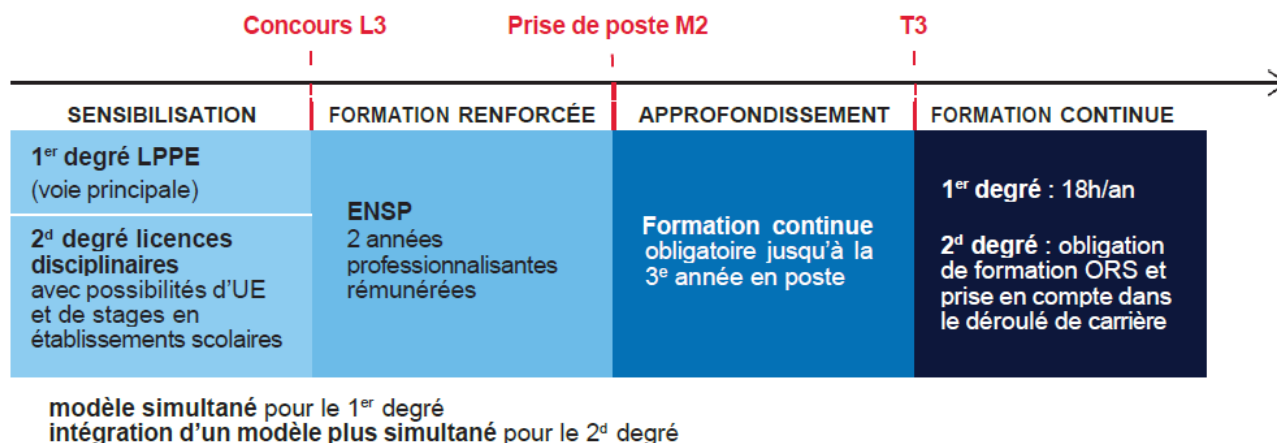 Concours L3
Prise de poste M2
T3
SENSIBILISATION
FORMATION RENFORCÉE
APPROFONDISSEMENT
FORMATION CONTINUE
1er degré LPPE
(voie principale)
2d degré licences
disciplinaires
avec possibilités d’UE
et de stages en
établissements scolaires
ENSP
2 années
professionnalisantes
rémunérées
Formation continue
obligatoire jusqu’à la
3e année en poste
1er degré : 18h/an
2d degré : obligation
de formation ORS et
prise en compte dans
le déroulé de carrière
modèle simultané pour le 1er degré
intégration d’un modèle plus simultané pour le 2d degré